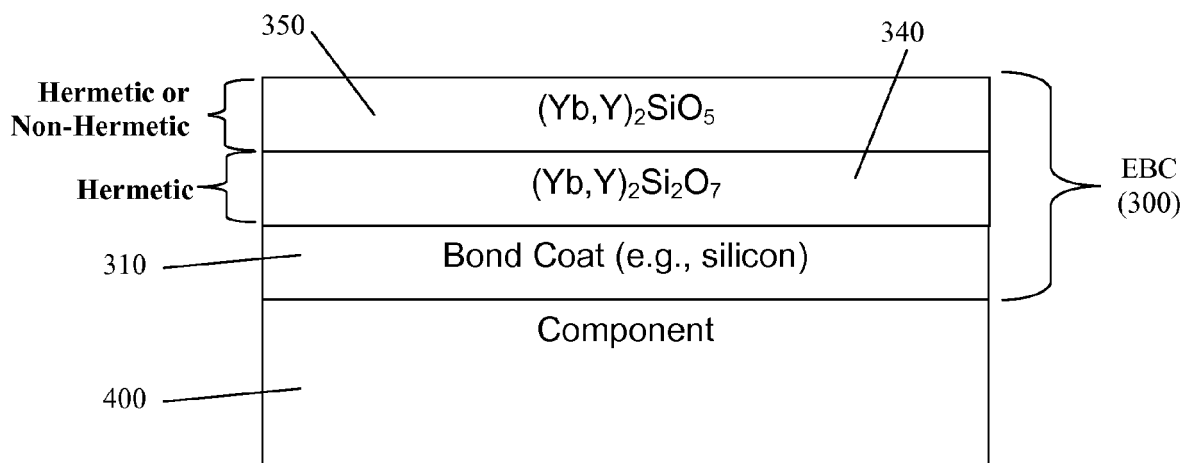 350
340
Hermetic or
Non-Hermetic
(Yb,Y)₂SiO₅
Hermetic
(Yb,Y)₂Si₂O₇
EBC
(300)
310
Bond Coat (e.g., silicon)
Component
400